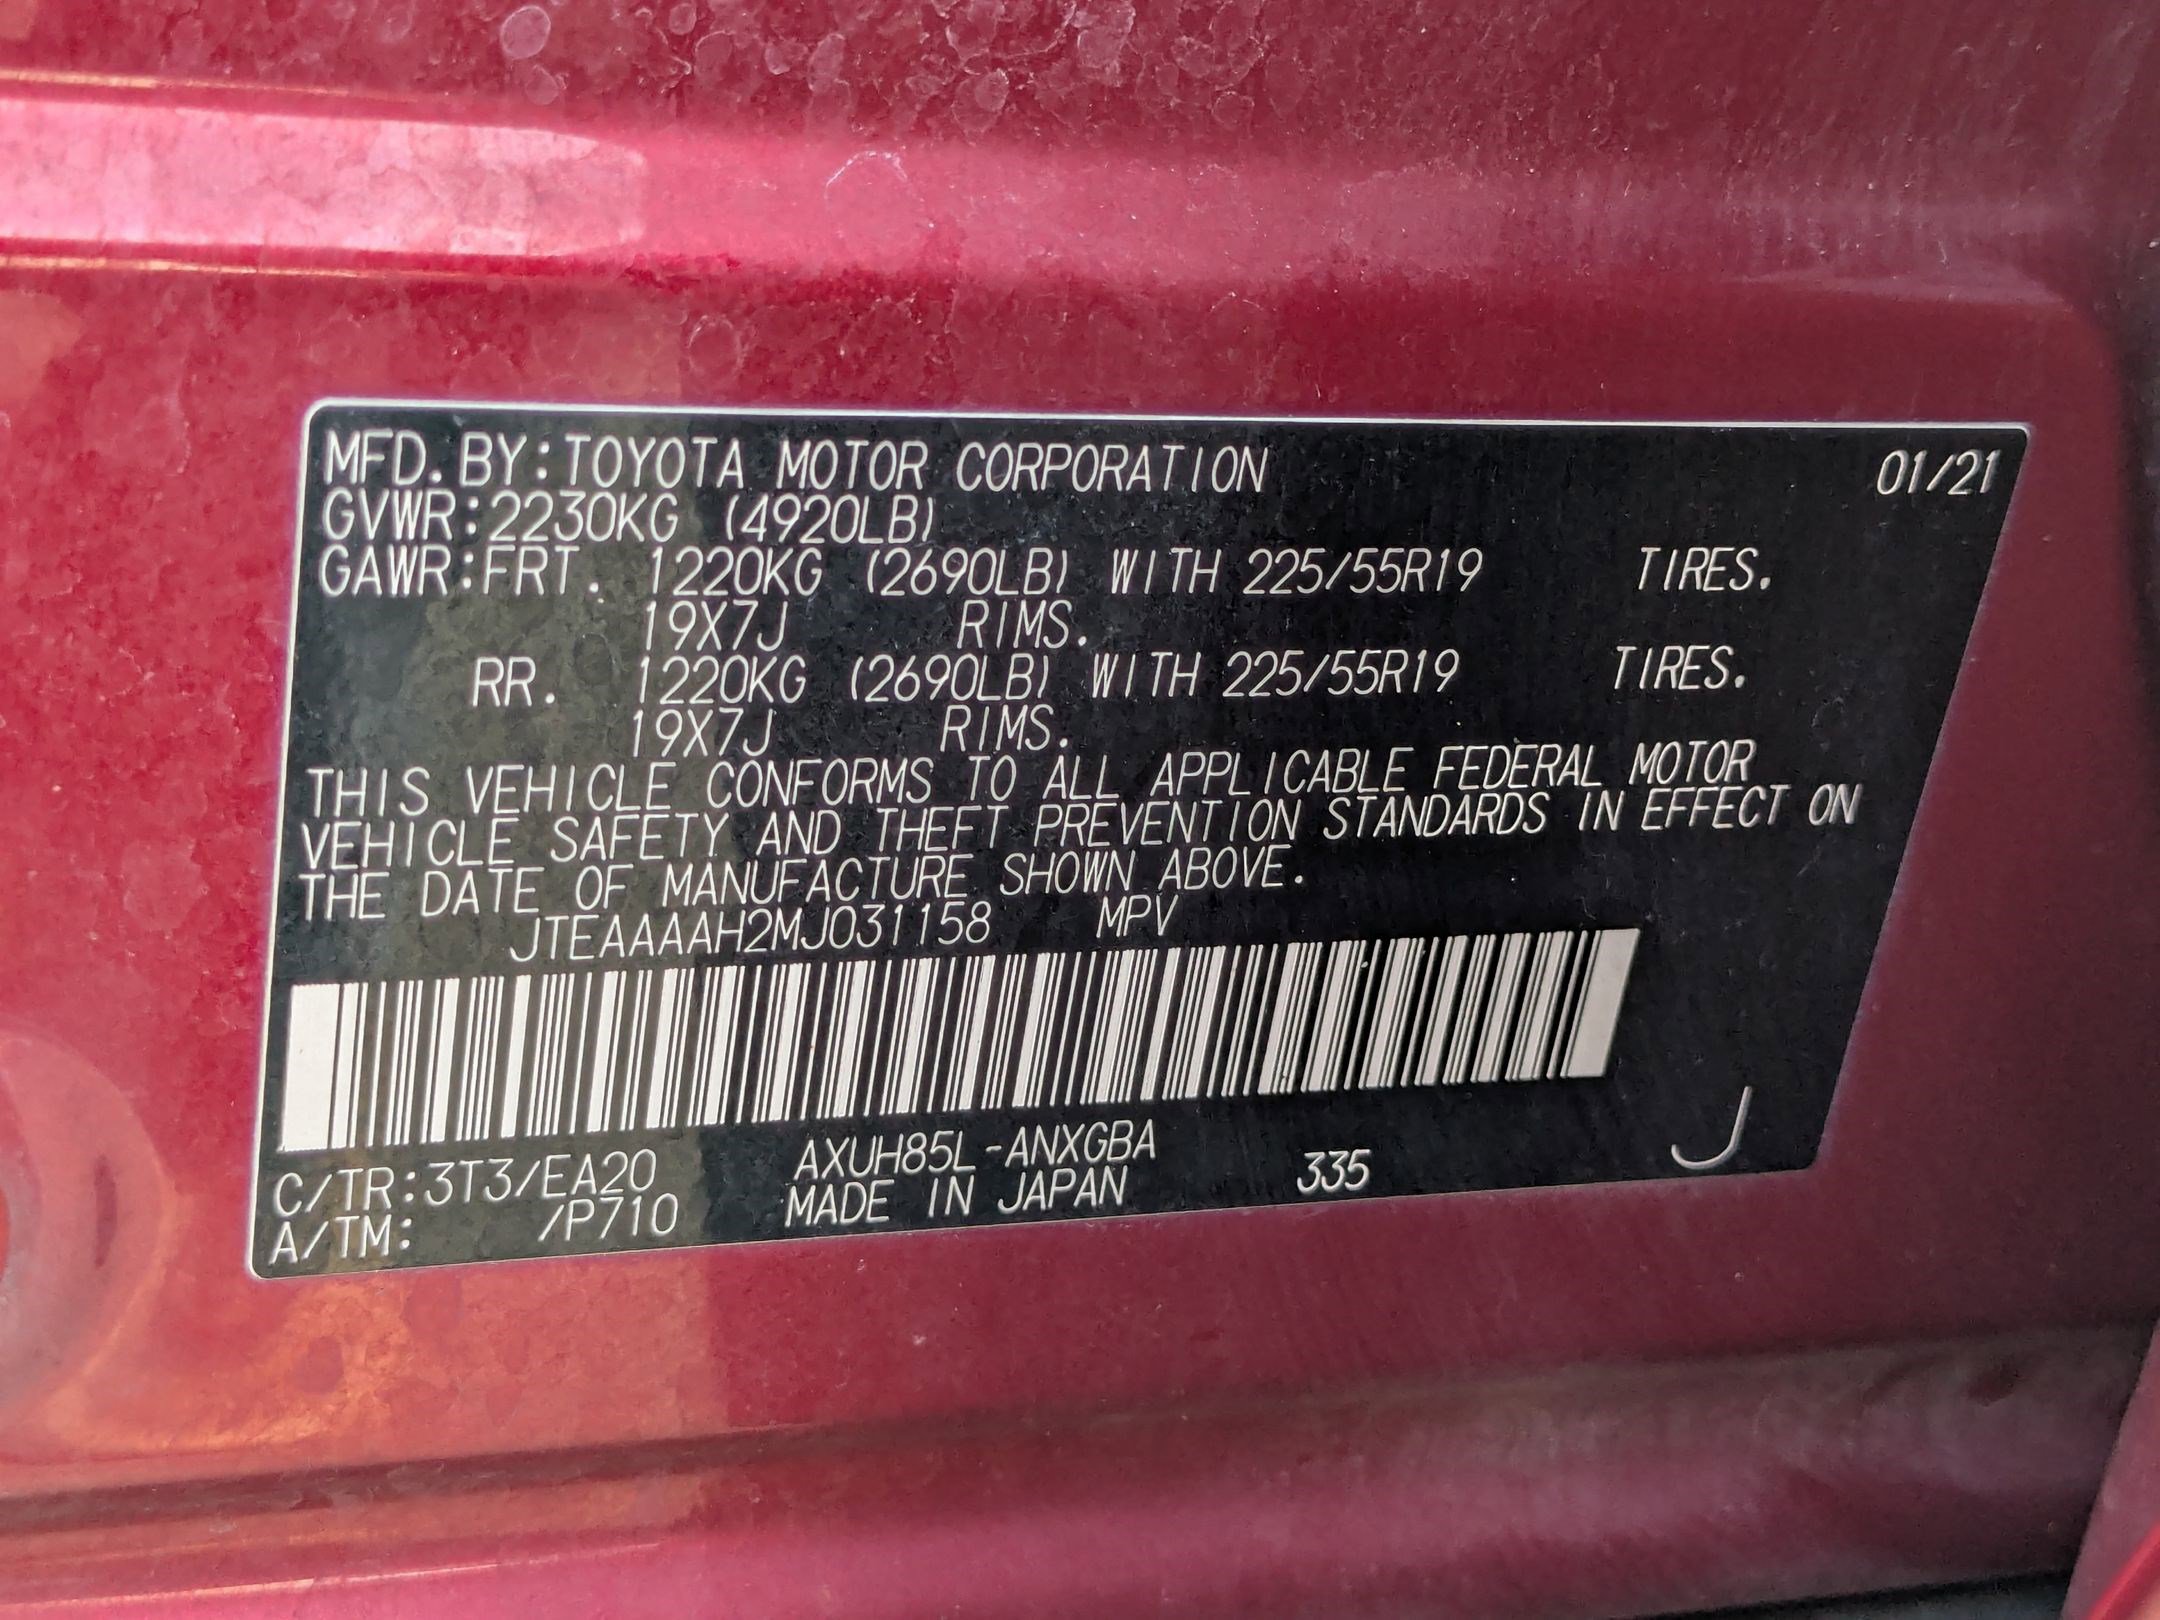 MFD. BY: TOYOTA MOTOR CORPORATION 01/21
GVWR: 2230KG (4920LB)
GAWR: FRT. 1220KG (2690LB) WITH 225/55R19 TIRES.
19X7J RIMS.
RR. 1220KG (2690LB) WITH 225/55R19 TIRES.
19X7J RIMS.
THIS VEHICLE CONFORMS TO ALL APPLICABLE FEDERAL MOTOR
VEHICLE SAFETY AND THEFT PREVENTION STANDARDS IN EFFECT ON
THE DATE OF MANUFACTURE SHOWN ABOVE.
JTEAAAAH2MJ031158 MPV
C/TR: 3T3/EA20 AXUH85L-ANXGBA 335 J
A/TM: /P710 MADE IN JAPAN